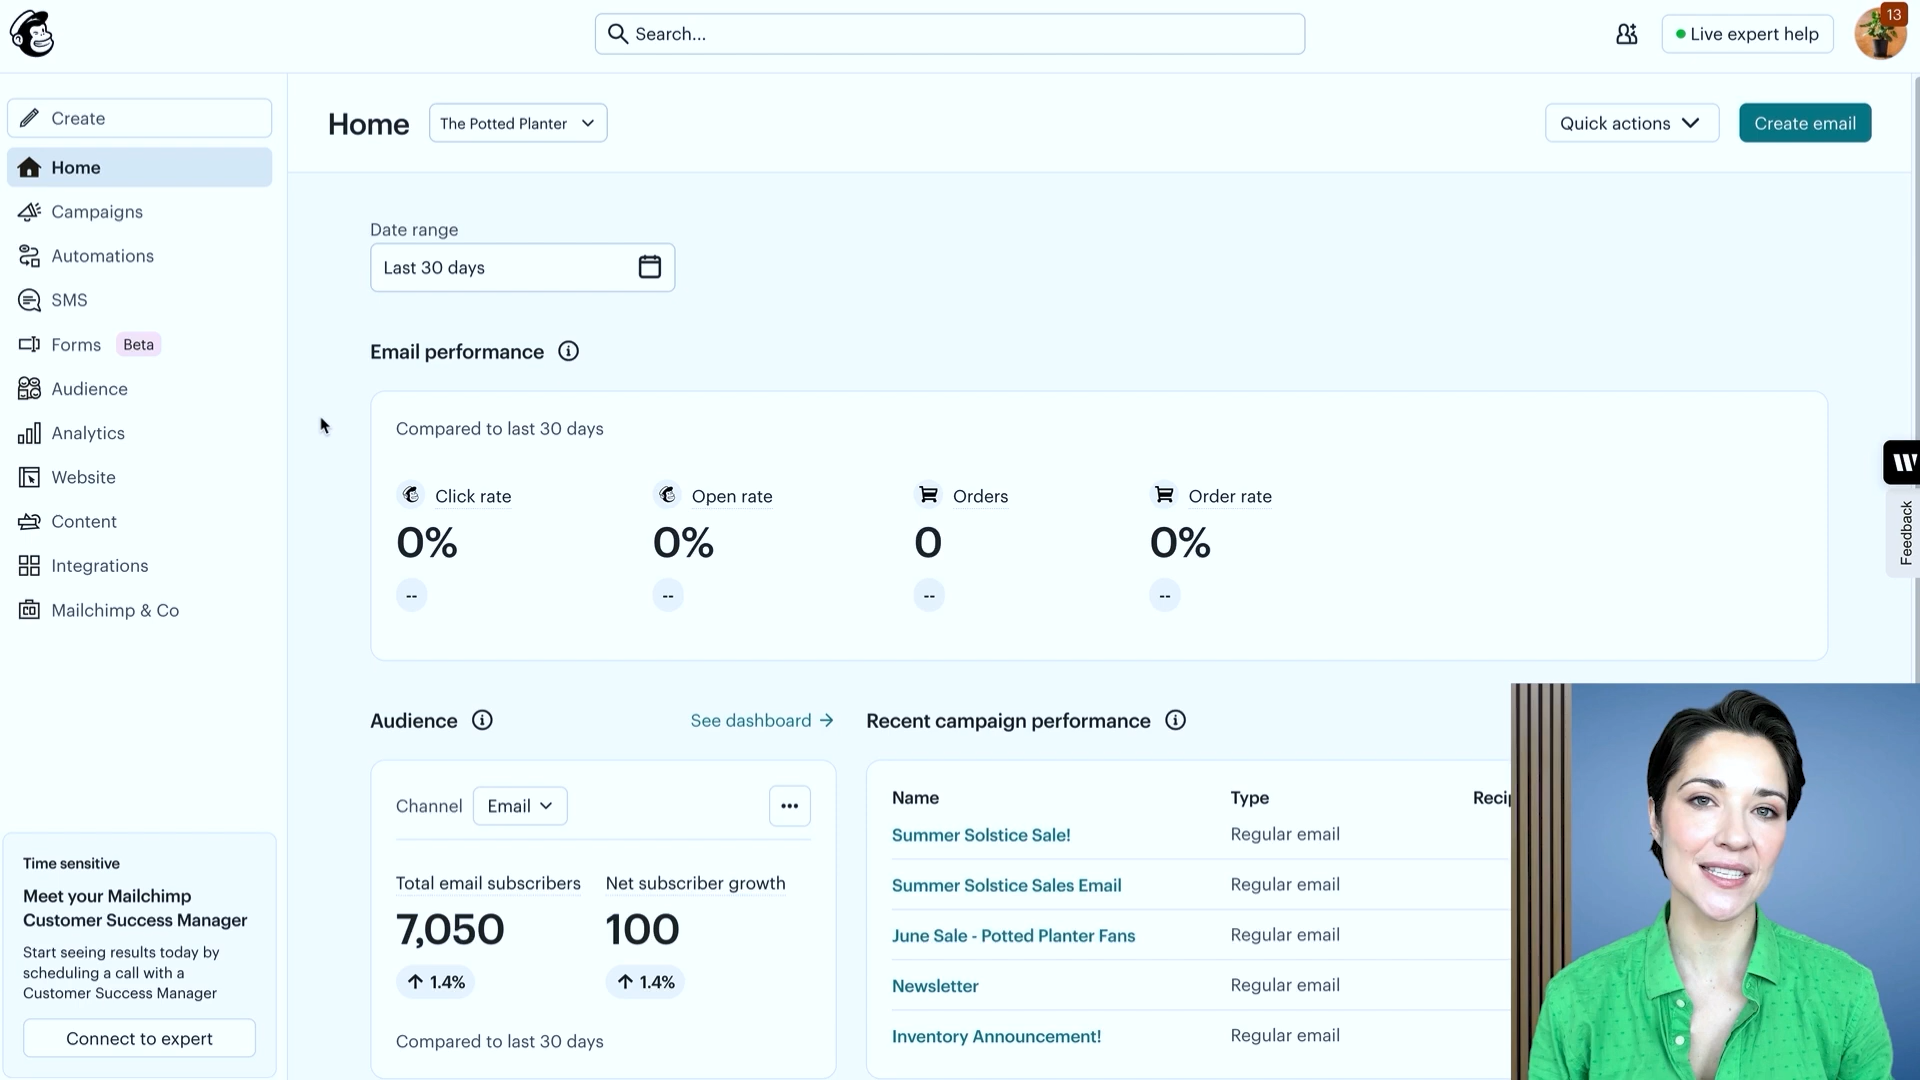 Search...
Live expert help
13
Create
Home
Campaigns
Automations
SMS
Forms Beta
Audience
Analytics
Website
Content
Integrations
Mailchimp & Co
Time sensitive
Meet your Mailchimp
Customer Success Manager
Start seeing results today by
scheduling a call with a
Customer Success Manager
Connect to expert
Home
The Potted Planter
Quick actions
Create email
Date range
Last 30 days
Email performance
Compared to last 30 days
Click rate
0%
--
Open rate
0%
--
Orders
0
--
Order rate
0%
--
Feedback
Audience
See dashboard
Channel Email
Total email subscribers
7,050
1.4%
Net subscriber growth
100
1.4%
Compared to last 30 days
Recent campaign performance
Name Type
Summer Solstice Sale! Regular email
Summer Solstice Sales Email Regular email
June Sale - Potted Planter Fans Regular email
Newsletter Regular email
Inventory Announcement! Regular email